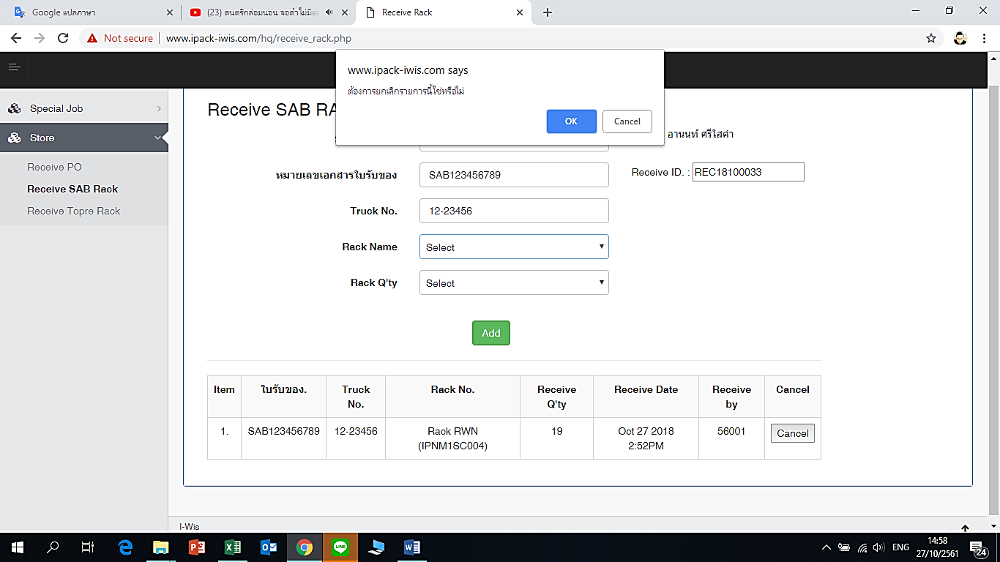 Google แปลภาษา
(23) ดนตรีกล่อมนอน จอดำไม่มี
Receive Rack
Not secure
www.ipack-iwis.com/hq/receive_rack.php
www.ipack-iwis.com says
ต้องการยกเลิกรายการนี้ใช่หรือไม่
OK
Cancel
Special Job
Store
Receive PO
Receive SAB Rack
Receive Topre Rack
Receive SAB RA
อานนท์ ศรีใสคำ
หมายเลขเอกสารใบรับของ
SAB123456789
Receive ID. :
REC18100033
Truck No.
12-23456
Rack Name
Select
Rack Q'ty
Select
Add
Item
ใบรับของ.
Truck No.
Rack No.
Receive Q'ty
Receive Date
Receive by
Cancel
1.
SAB123456789
12-23456
Rack RWN
(IPNM1SC004)
19
Oct 27 2018
2:52PM
56001
Cancel
I-Wis
ENG
14:58
27/10/2561
24